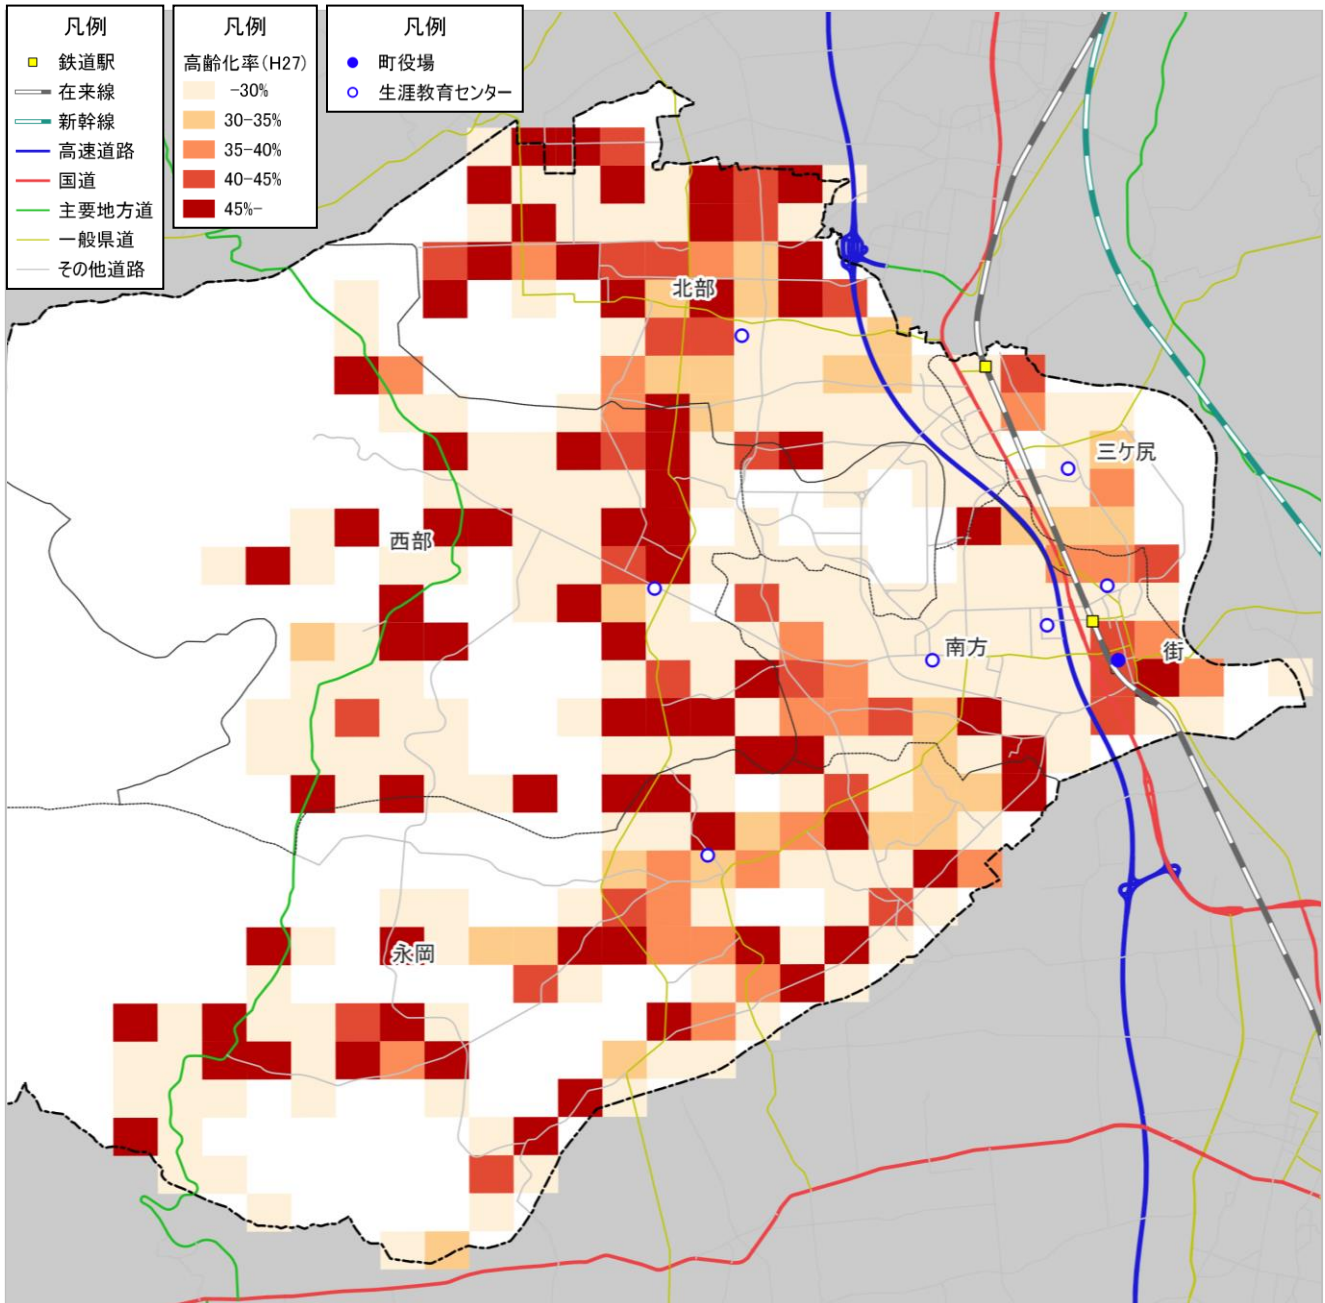 凡例
鉄道駅
在来線
新幹線
高速道路
国道
主要地方道
一般県道
その他道路
凡例
高齢化率(H27)
-30%
30-35%
35-40%
40-45%
45%-
凡例
町役場
生涯教育センター
北部
三ケ尻
西部
南方
街
永岡